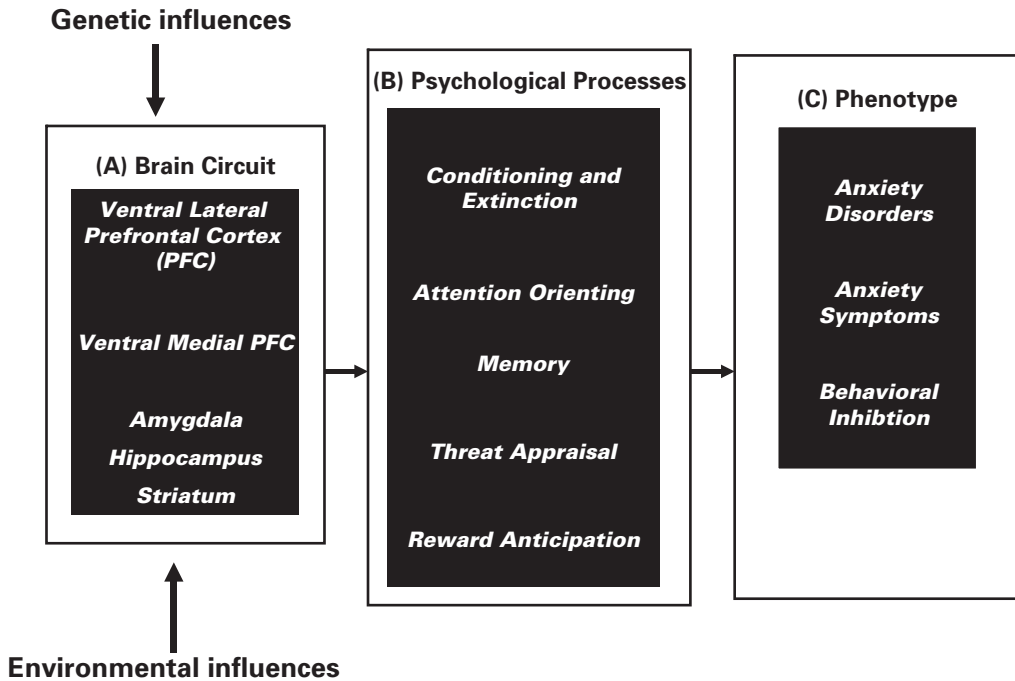 Genetic influences
(A) Brain Circuit
Ventral Lateral
Prefrontal Cortex
(PFC)
Ventral Medial PFC
Amygdala
Hippocampus
Striatum
Environmental influences
(B) Psychological Processes
Conditioning and
Extinction
Attention Orienting
Memory
Threat Appraisal
Reward Anticipation
(C) Phenotype
Anxiety
Disorders
Anxiety
Symptoms
Behavioral
Inhibtion